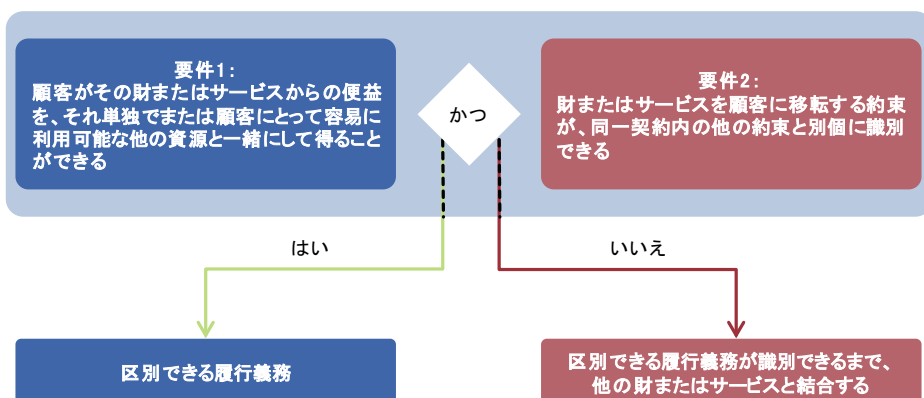 要件1：
顧客がその財またはサービスからの便益
を、それ単独でまたは顧客にとって容易に
利用可能な他の資源と一緒にして得ること
ができる
かつ
要件2：
財またはサービスを顧客に移転する約束
が、同一契約内の他の約束と別個に識別
できる
はい
いいえ
区別できる履行義務
区別できる履行義務が識別できるまで、
他の財またはサービスと結合する